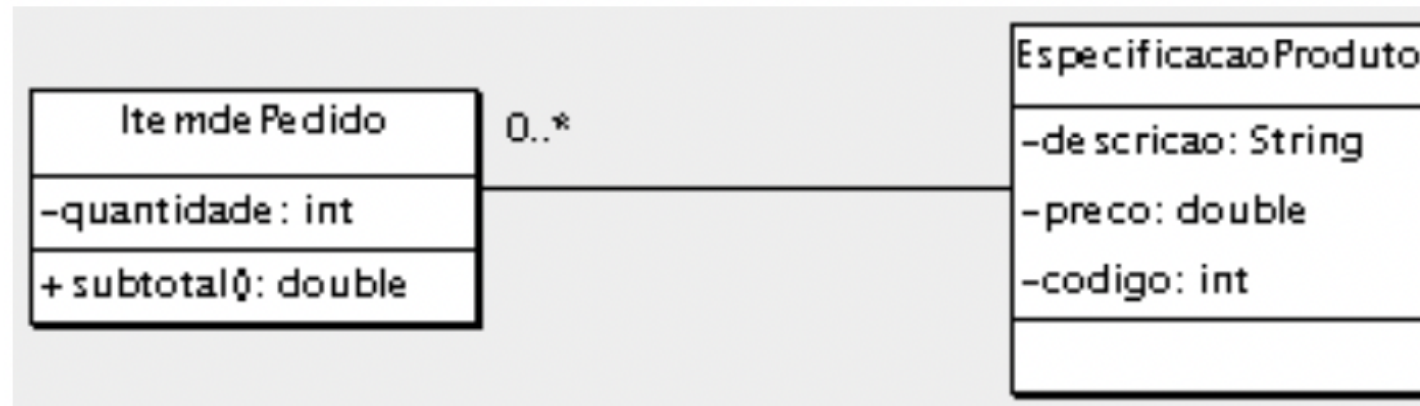 ItemdePedido
-quantidade: int
+subtotal(): double
0..*
EspecificacaoProduto
-descricao: String
-preco: double
-codigo: int